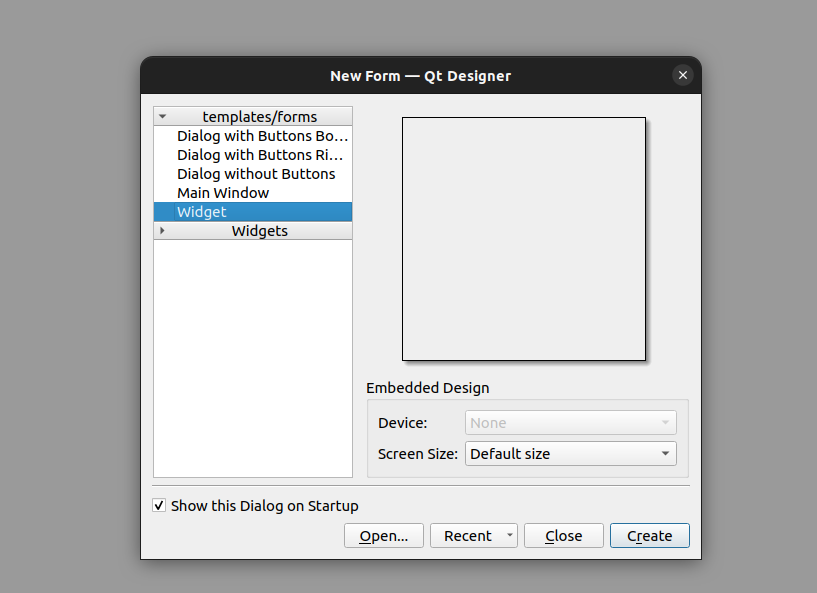 New Form — Qt Designer
templates/forms
Dialog with Buttons Bo...
Dialog with Buttons Ri...
Dialog without Buttons
Main Window
Widget
Widgets
Embedded Design
Device: None
Screen Size: Default size
Show this Dialog on Startup
Open... Recent Close Create